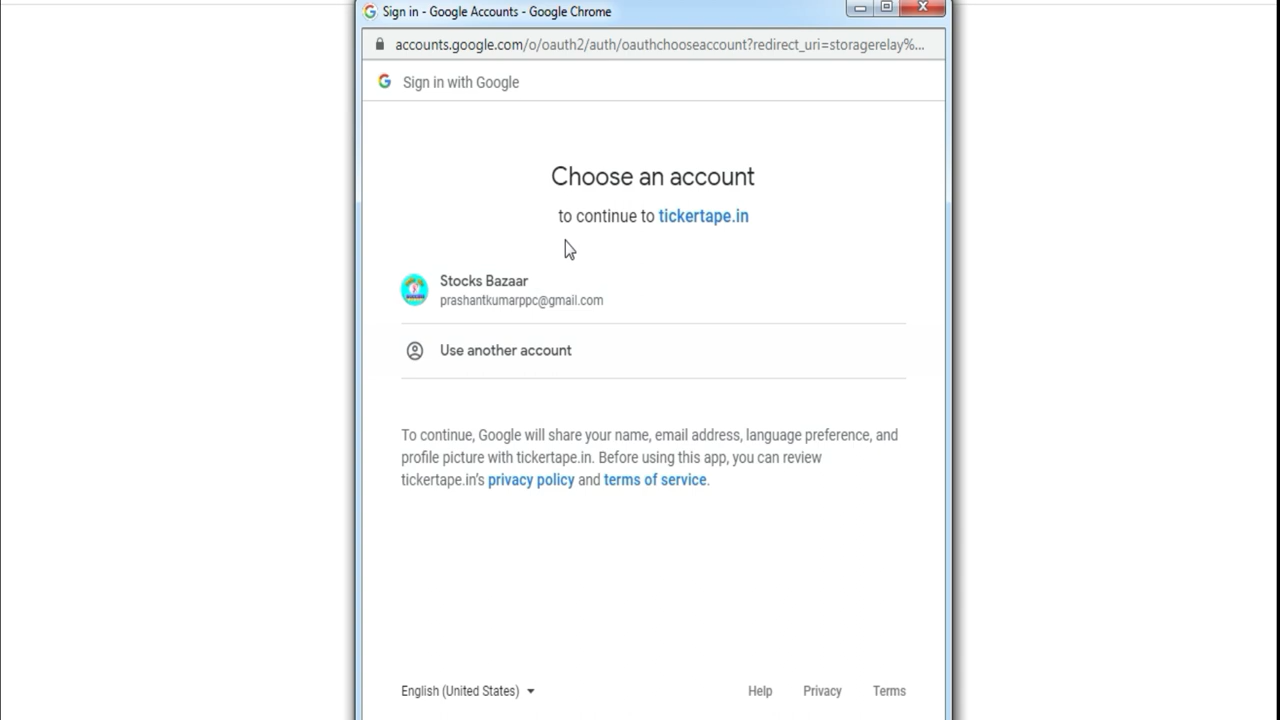 Sign in - Google Accounts - Google Chrome
accounts.google.com/o/oauth2/auth/oauthchooseaccount?redirect_uri=storagerelay%...
Sign in with Google
Choose an account
to continue to tickertape.in
Stocks Bazaar
prashantkumarppc@gmail.com
Use another account
To continue, Google will share your name, email address, language preference, and
profile picture with tickertape.in. Before using this app, you can review
tickertape.in's privacy policy and terms of service.
English (United States) Help Privacy Terms